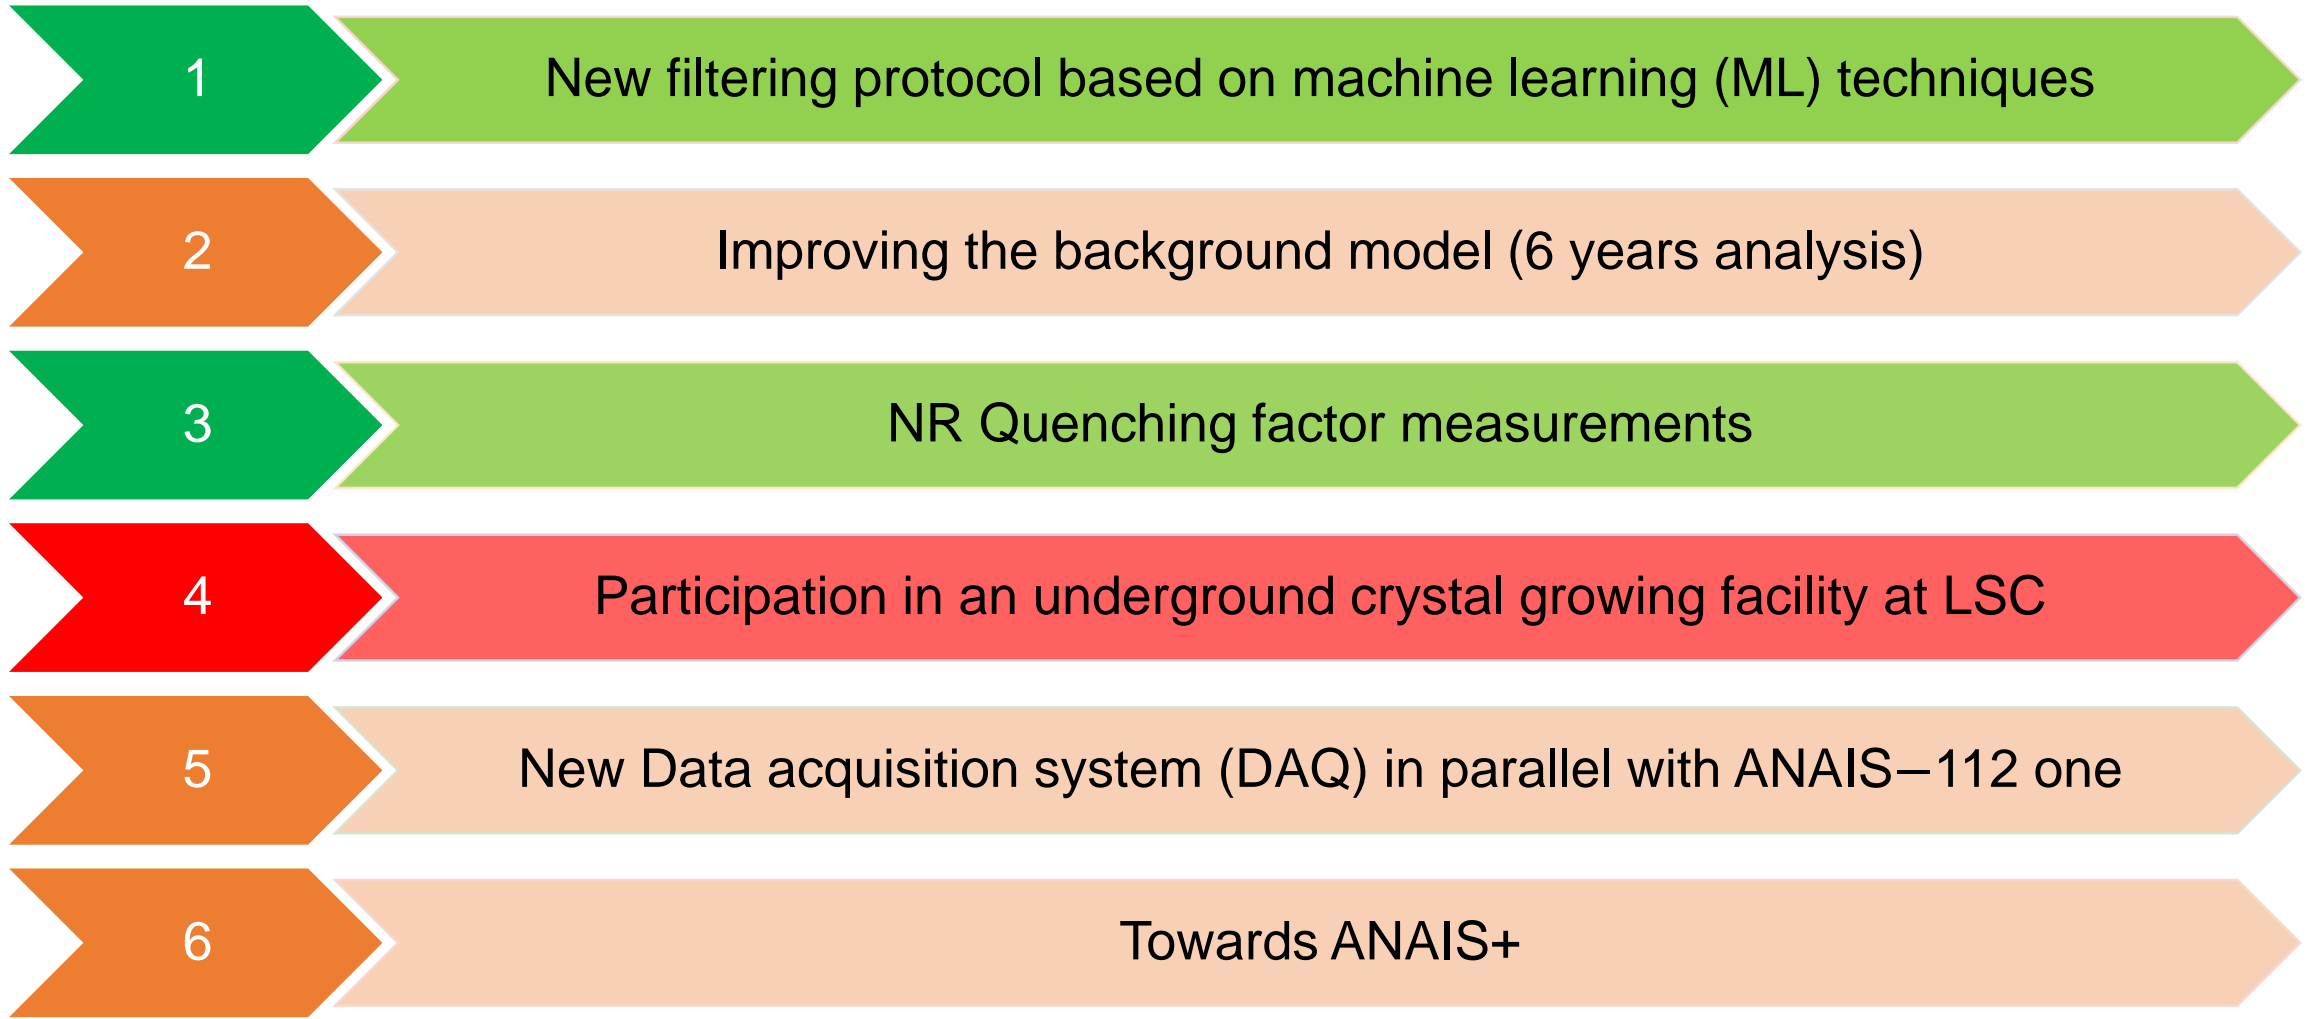 1
New filtering protocol based on machine learning (ML) techniques
2
Improving the background model (6 years analysis)
3
NR Quenching factor measurements
4
Participation in an underground crystal growing facility at LSC
5
New Data acquisition system (DAQ) in parallel with ANAIS−112 one
6
Towards ANAIS+